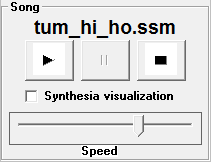 Song
tum_hi_ho.ssm
Synthesia visualization
Speed